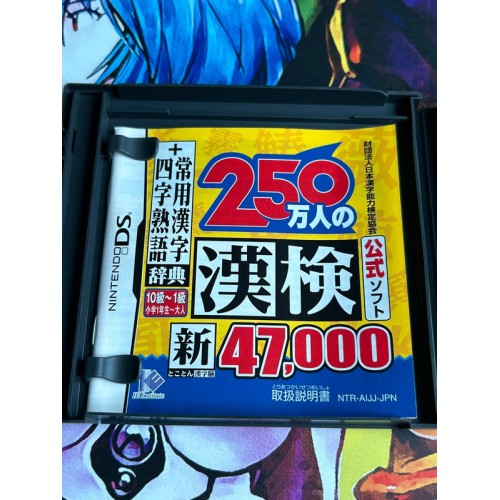 NINTENDO DS
+常用漢字
四字熟語
辞典
10級～1級
小学1年生～大人
250
万人の
漢検
財団法人日本漢字能力検定協会
公式ソフト
新
とことん漢字脳
47,000
とりあつかいせつめいしょ
取扱説明書
NTR-AIJJ-JPN
IE Institute